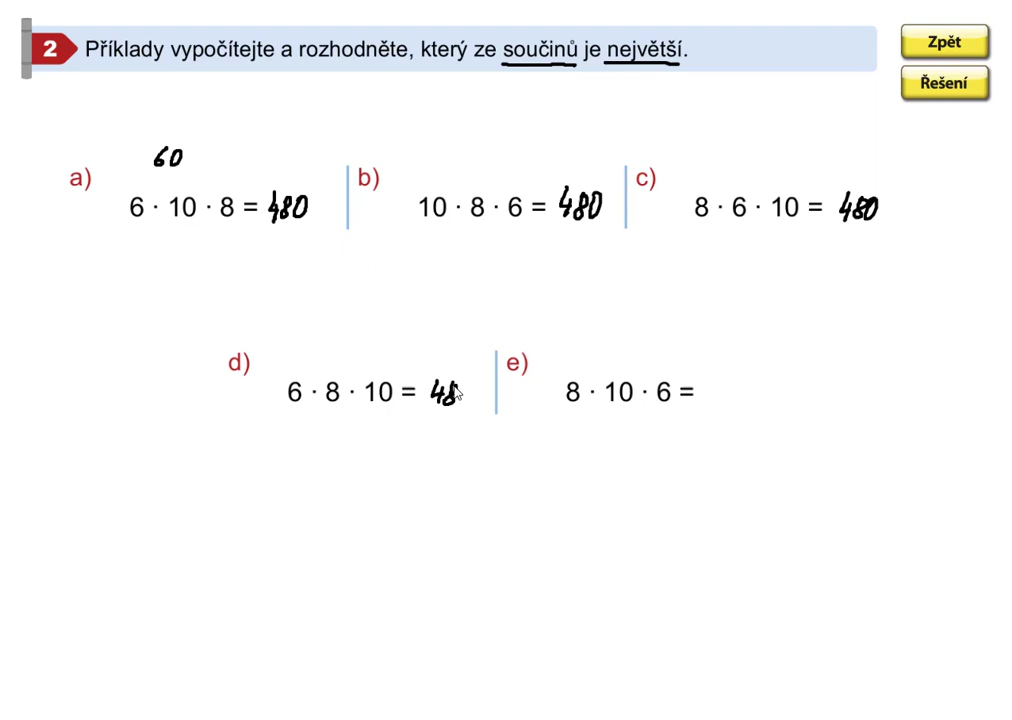 2 Příklady vypočítejte a rozhodněte, který ze součinů je největší.
Zpět
Řešení
60
a)
6 · 10 · 8 = 480
b)
10 · 8 · 6 = 480
c)
8 · 6 · 10 = 480
d)
6 · 8 · 10 = 48
e)
8 · 10 · 6 =